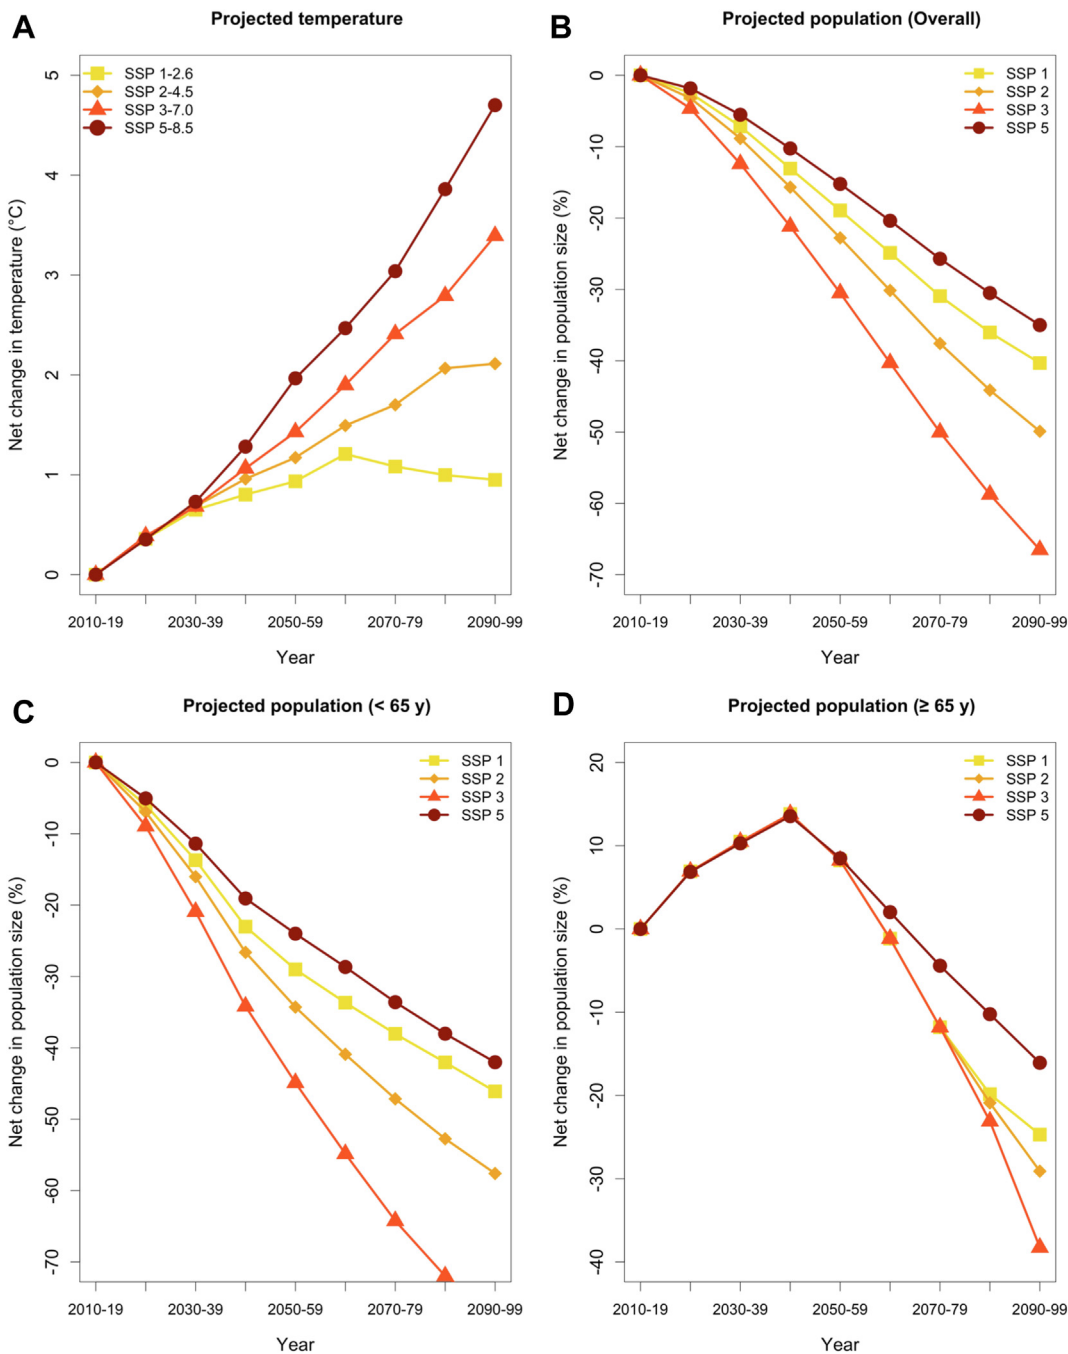 A
Projected temperature
SSP 1-2.6
SSP 2-4.5
SSP 3-7.0
SSP 5-8.5
Net change in temperature (°C)
5
4
3
2
1
0
2010-19
2030-39
2050-59
2070-79
2090-99
Year
B
Projected population (Overall)
SSP 1
SSP 2
SSP 3
SSP 5
Net change in population size (%)
0
-10
-20
-30
-40
-50
-60
-70
2010-19
2030-39
2050-59
2070-79
2090-99
Year
C
Projected population (< 65 y)
SSP 1
SSP 2
SSP 3
SSP 5
Net change in population size (%)
0
-10
-20
-30
-40
-50
-60
-70
2010-19
2030-39
2050-59
2070-79
2090-99
Year
D
Projected population (≥ 65 y)
SSP 1
SSP 2
SSP 3
SSP 5
Net change in population size (%)
20
10
0
-10
-20
-30
-40
2010-19
2030-39
2050-59
2070-79
2090-99
Year